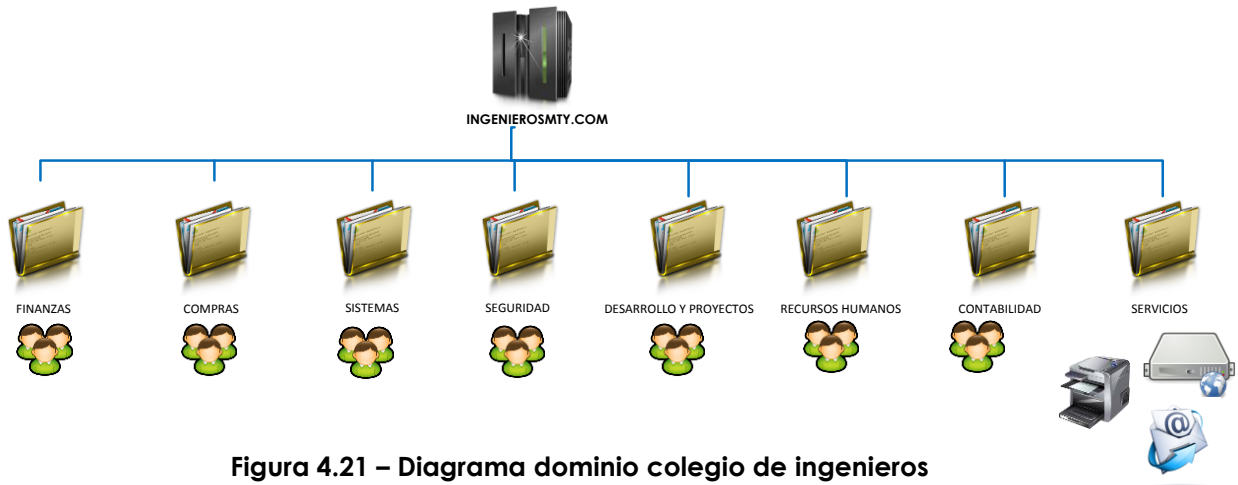 INGENIEROSMTY.COM
FINANZAS
COMPRAS
SISTEMAS
SEGURIDAD
DESARROLLO Y PROYECTOS
RECURSOS HUMANOS
CONTABILIDAD
SERVICIOS
@
Figura 4.21 – Diagrama dominio colegio de ingenieros